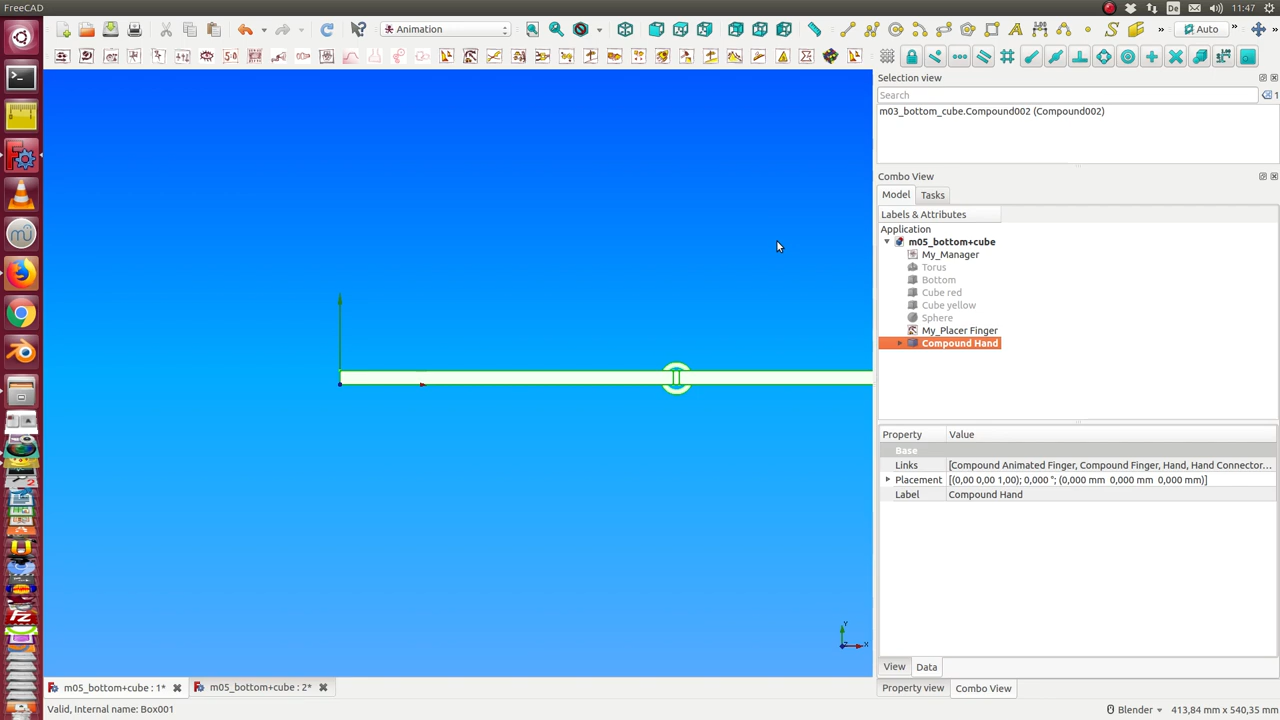 FreeCAD
De
11:47
Animation
Auto
Selection view
Search
1
m03_bottom_cube.Compound002 (Compound002)
Combo View
Model
Tasks
Labels & Attributes
Application
m05_bottom+cube
My_Manager
Torus
Bottom
Cube red
Cube yellow
Sphere
My_Placer Finger
Compound Hand
Property
Value
Base
Links
[Compound Animated Finger, Compound Finger, Hand, Hand Connector...
Placement
[(0,00 0,00 1,00); 0,000 °; (0,000 mm 0,000 mm 0,000 mm)]
Label
Compound Hand
Y
X
Z
View
Data
m05_bottom+cube : 1*
m05_bottom+cube : 2*
Property view
Combo View
Valid, Internal name: Box001
Blender
413,84 mm x 540,35 mm